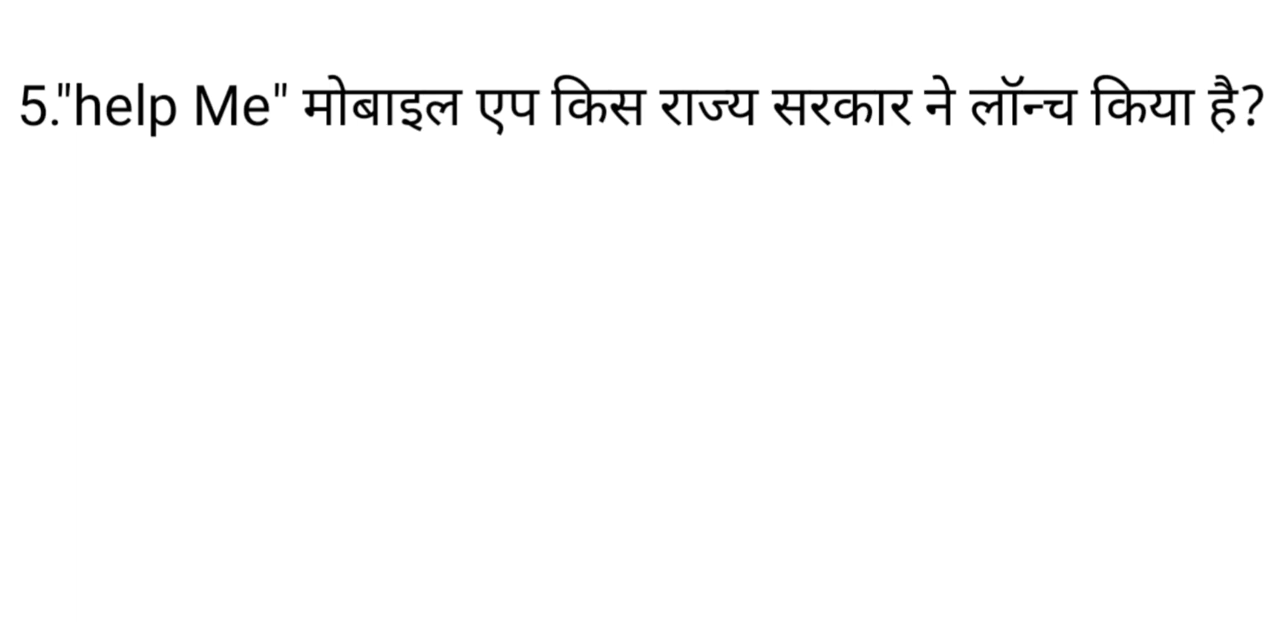 5."help Me" मोबाइल एप किस राज्य सरकार ने लॉन्च किया है?